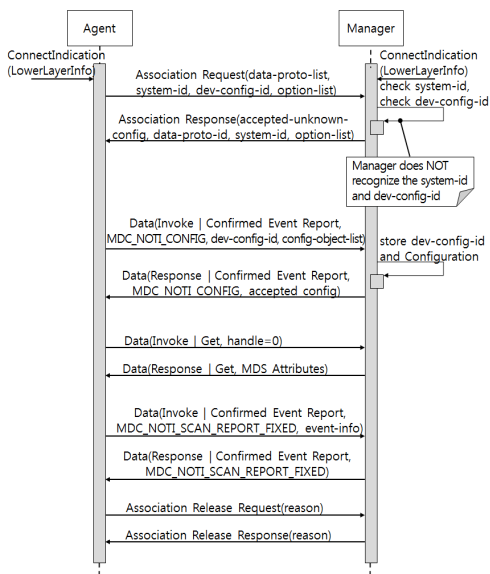 Agent
Manager
ConnectIndication
(LowerLayerInfo)
ConnectIndication
(LowerLayerInfo)
check system-id,
check dev-config-id
Association Request(data-proto-list,
system-id, dev-config-id, option-list)
Association Response(accepted-unknown-
config, data-proto-id, system-id, option-list)
Manager does NOT
recognize the system-id
and dev-config-id
Data(Invoke | Confirmed Event Report,
MDC_NOTI_CONFIG, dev-config-id, config-object-list)
store dev-config-id
and Configuration
Data(Response | Confirmed Event Report,
MDC_NOTI_CONFIG, accepted config)
Data(Invoke | Get, handle=0)
Data(Response | Get, MDS Attributes)
Data(Invoke | Confirmed Event Report,
MDC_NOTI_SCAN_REPORT_FIXED, event-info)
Data(Response | Confirmed Event Report,
MDC_NOTI_SCAN_REPORT_FIXED)
Association Release Request(reason)
Association Release Response(reason)